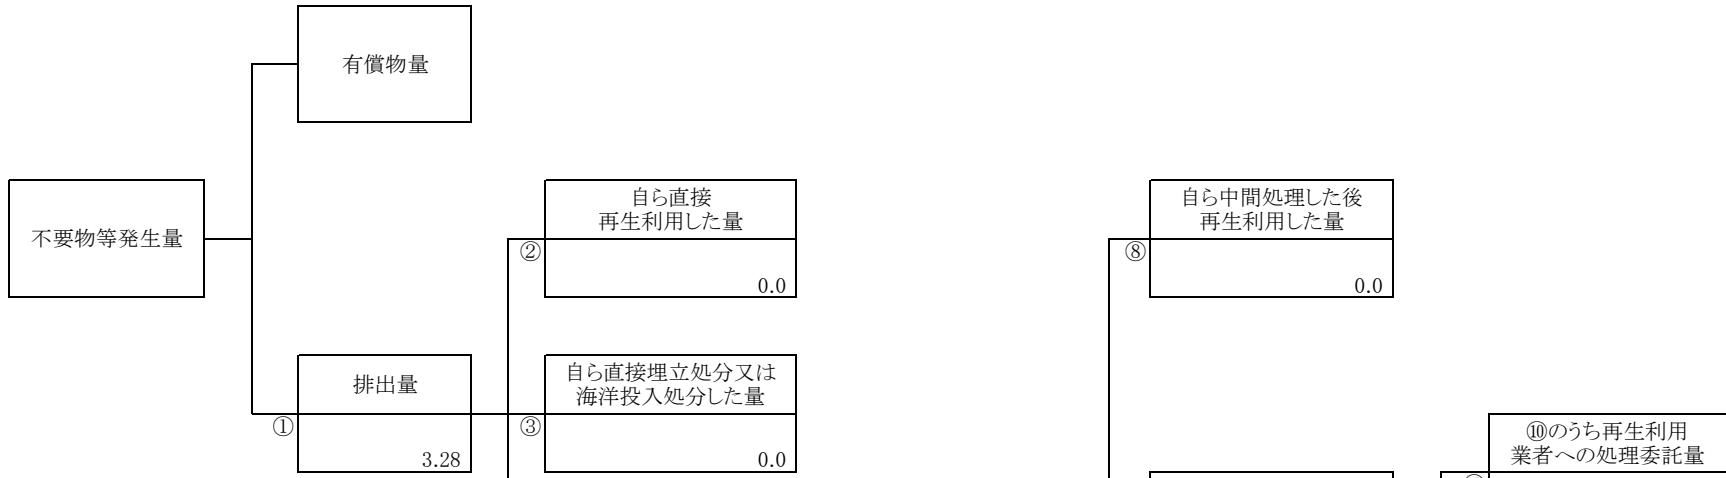 有償物量
不要物等発生量
自ら直接
再生利用した量
②
0.0
自ら中間処理した後
再生利用した量
⑧
0.0
排出量
①
3.28
自ら直接埋立処分又は
海洋投入処分した量
③
0.0
⑩のうち再生利用
業者への処理委託量